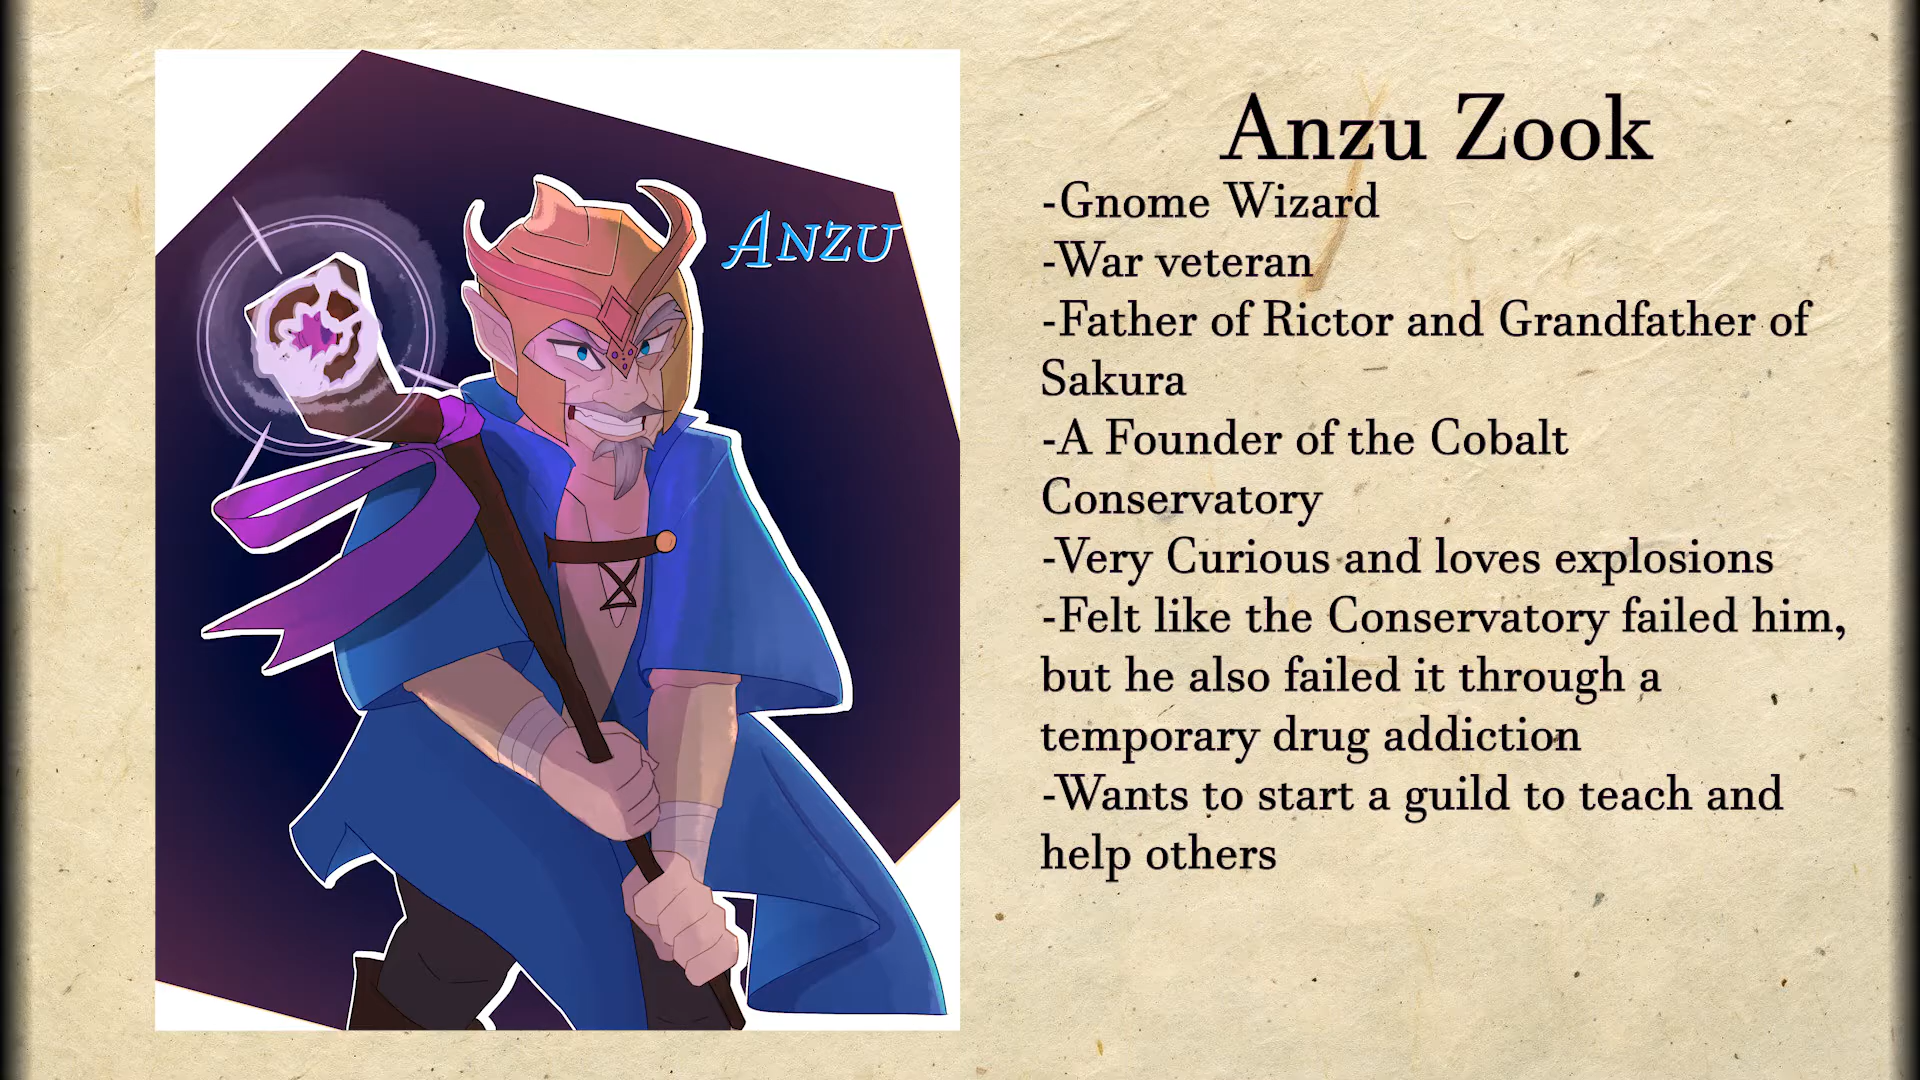 ANZU
Anzu Zook
-Gnome Wizard
-War veteran
-Father of Rictor and Grandfather of
Sakura
-A Founder of the Cobalt
Conservatory
-Very Curious and loves explosions
-Felt like the Conservatory failed him,
but he also failed it through a
temporary drug addiction
-Wants to start a guild to teach and
help others